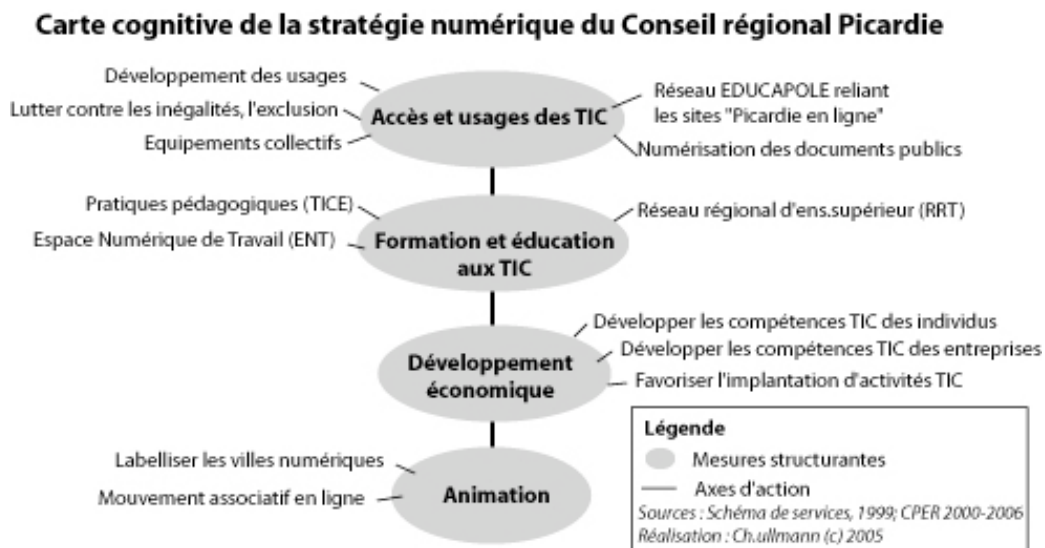 Carte cognitive de la stratégie numérique du Conseil régional Picardie
Développement des usages
Lutter contre les inégalités, l'exclusion
Equipements collectifs
Accès et usages des TIC
Réseau EDUCAPOLE reliant
les sites "Picardie en ligne"
Numérisation des documents publics
Pratiques pédagogiques (TICE)
Espace Numérique de Travail (ENT)
Formation et éducation
aux TIC
Réseau régional d'ens.supérieur (RRT)
Développement
économique
Développer les compétences TIC des individus
Développer les compétences TIC des entreprises
Favoriser l'implantation d'activités TIC
Labelliser les villes numériques
Mouvement associatif en ligne
Animation
Légende
Mesures structurantes
Axes d'action
Sources : Schéma de services, 1999; CPER 2000-2006
Réalisation : Ch.ullmann (c) 2005